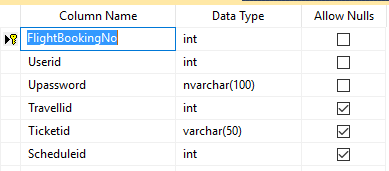 Column Name Data Type Allow Nulls
FlightBookingNo int
Userid int
Upassword nvarchar(100)
Travellid int
Ticketid varchar(50)
Scheduleid int